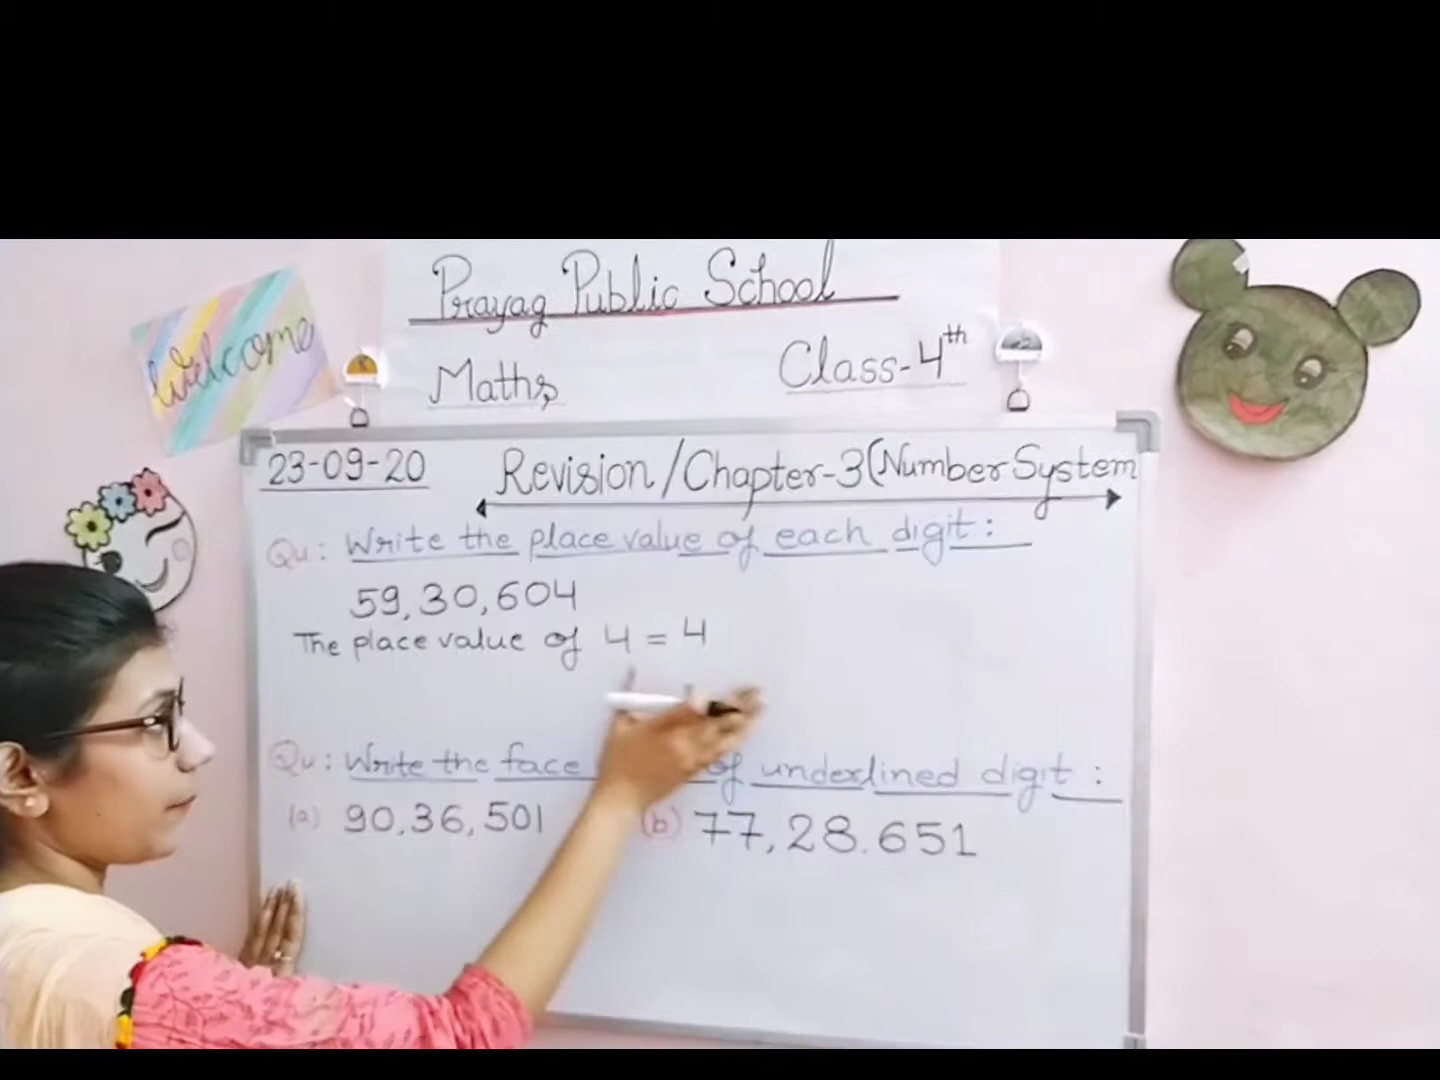 Prayag Public School
Welcome
Maths,
Class-4th
23-09-20 Revision/Chapter-3(Number System
Qu: Write the place value of each digit:
59,30,604
The place value of 4 = 4
Qu: Write the face of underlined digit:
(a) 90,36,501 (b) 77,28.651